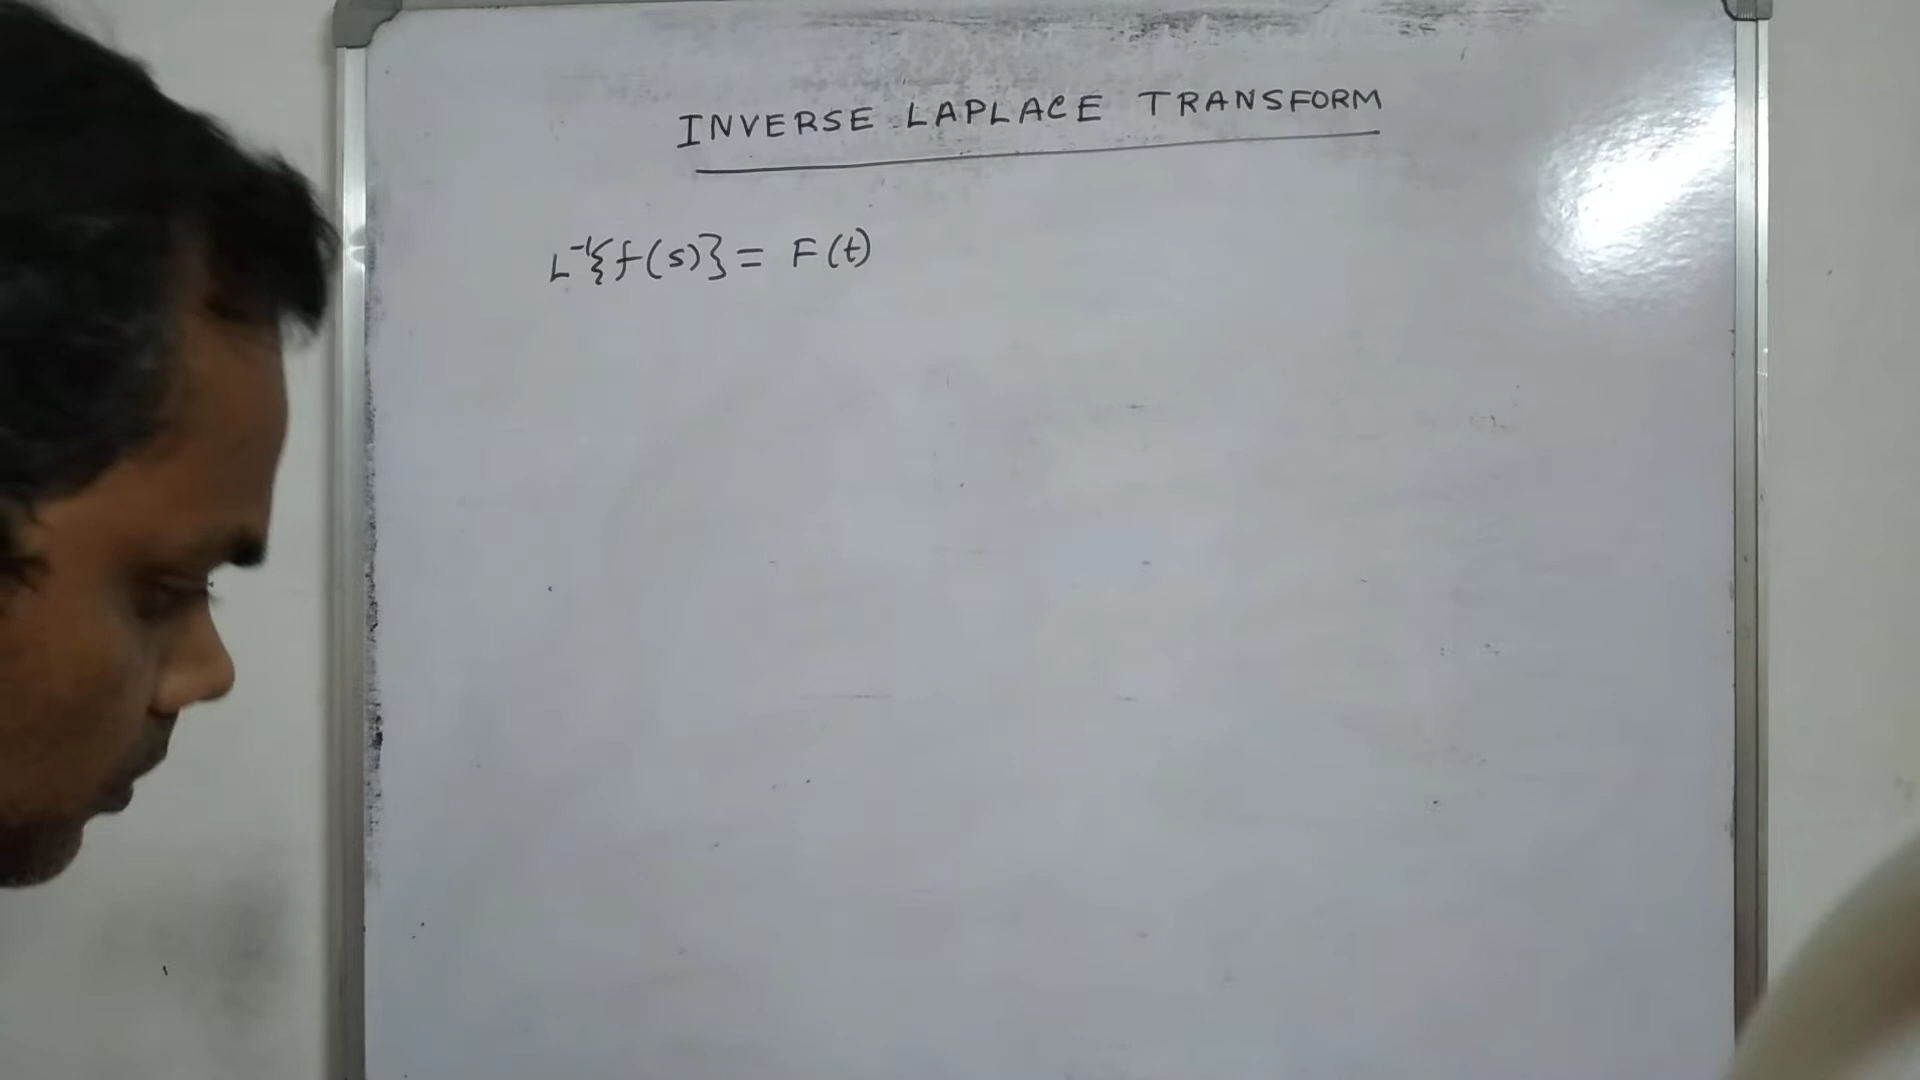 INVERSE LAPLACE TRANSFORM
L⁻¹{f(s)} = F(t)